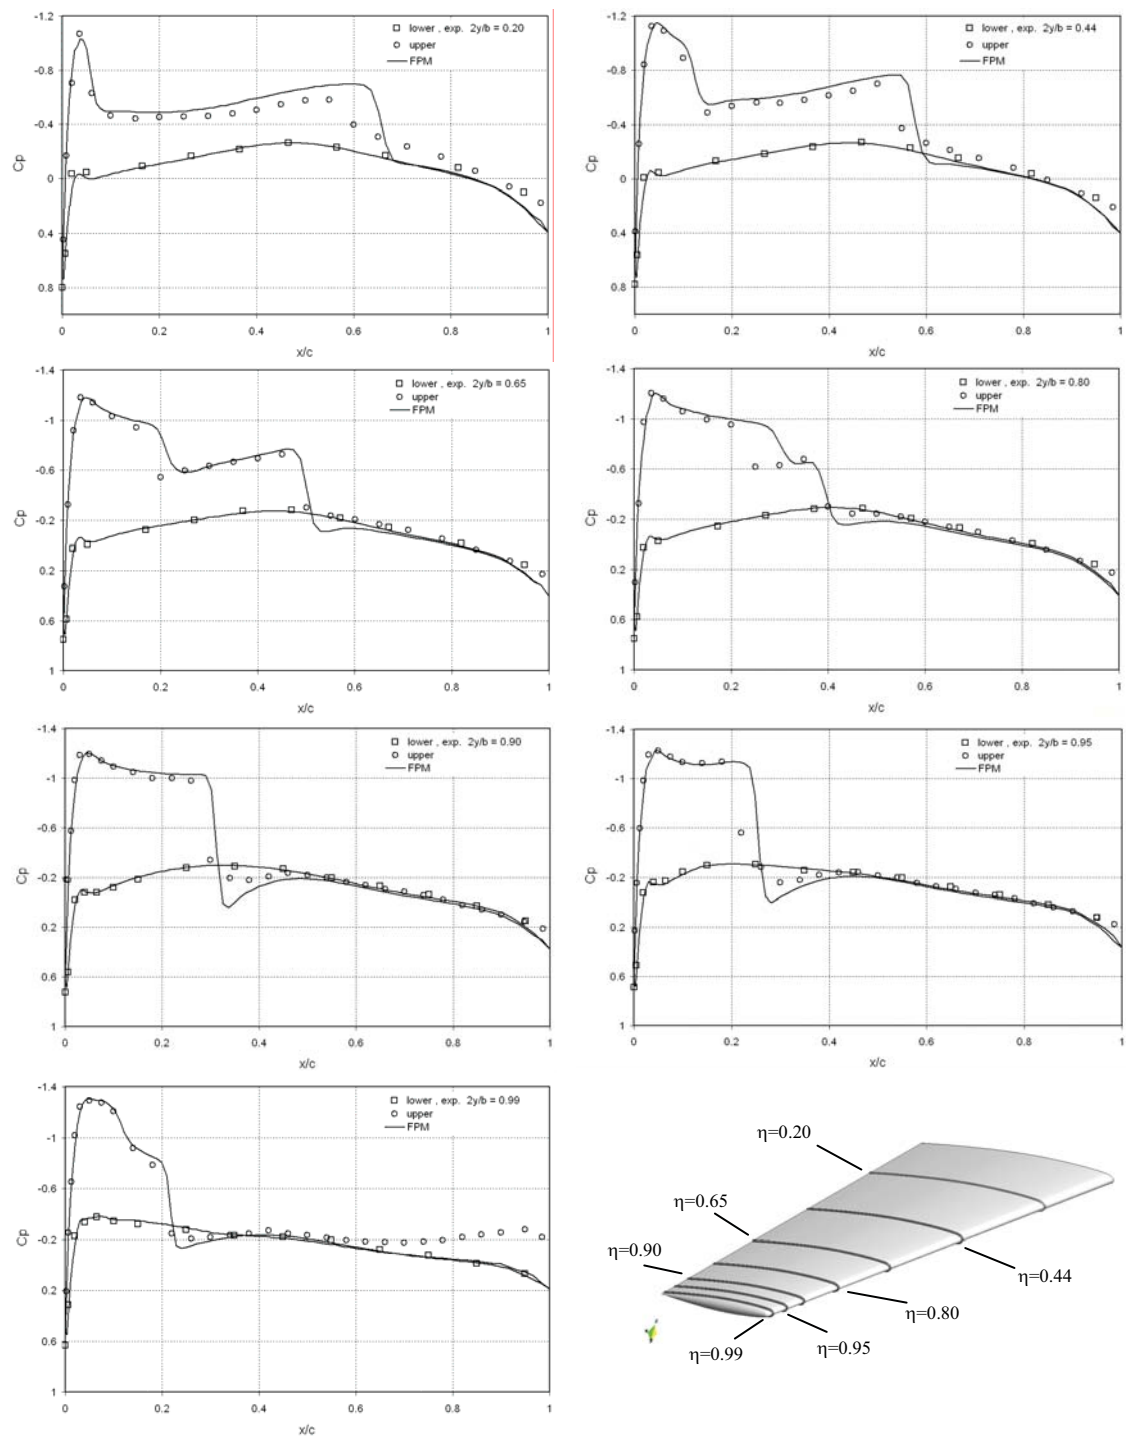 lower , exp. 2y/b = 0.20
upper
FPM
-1.2
-0.8
-0.4
0
0.4
0.8
Cp
0 0.2 0.4 0.6 0.8 1
x/c
lower , exp. 2y/b = 0.44
upper
FPM
-1.2
-0.8
-0.4
0
0.4
0.8
Cp
0 0.2 0.4 0.6 0.8 1
x/c
lower , exp. 2y/b = 0.65
upper
FPM
-1.4
-1
-0.6
-0.2
0.2
0.6
1
Cp
0 0.2 0.4 0.6 0.8 1
x/c
lower , exp. 2y/b = 0.80
upper
FPM
-1.4
-1
-0.6
-0.2
0.2
0.6
1
Cp
0 0.2 0.4 0.6 0.8 1
x/c
lower , exp. 2y/b = 0.90
upper
FPM
-1.4
-1
-0.6
-0.2
0.2
0.6
1
Cp
0 0.2 0.4 0.6 0.8 1
x/c
lower , exp. 2y/b = 0.95
upper
FPM
-1.4
-1
-0.6
-0.2
0.2
0.6
1
Cp
0 0.2 0.4 0.6 0.8 1
x/c
lower , exp. 2y/b = 0.99
upper
FPM
-1.4
-1
-0.6
-0.2
0.2
0.6
1
Cp
0 0.2 0.4 0.6 0.8 1
x/c
η=0.20
η=0.65
η=0.90
η=0.44
η=0.80
η=0.95
η=0.99